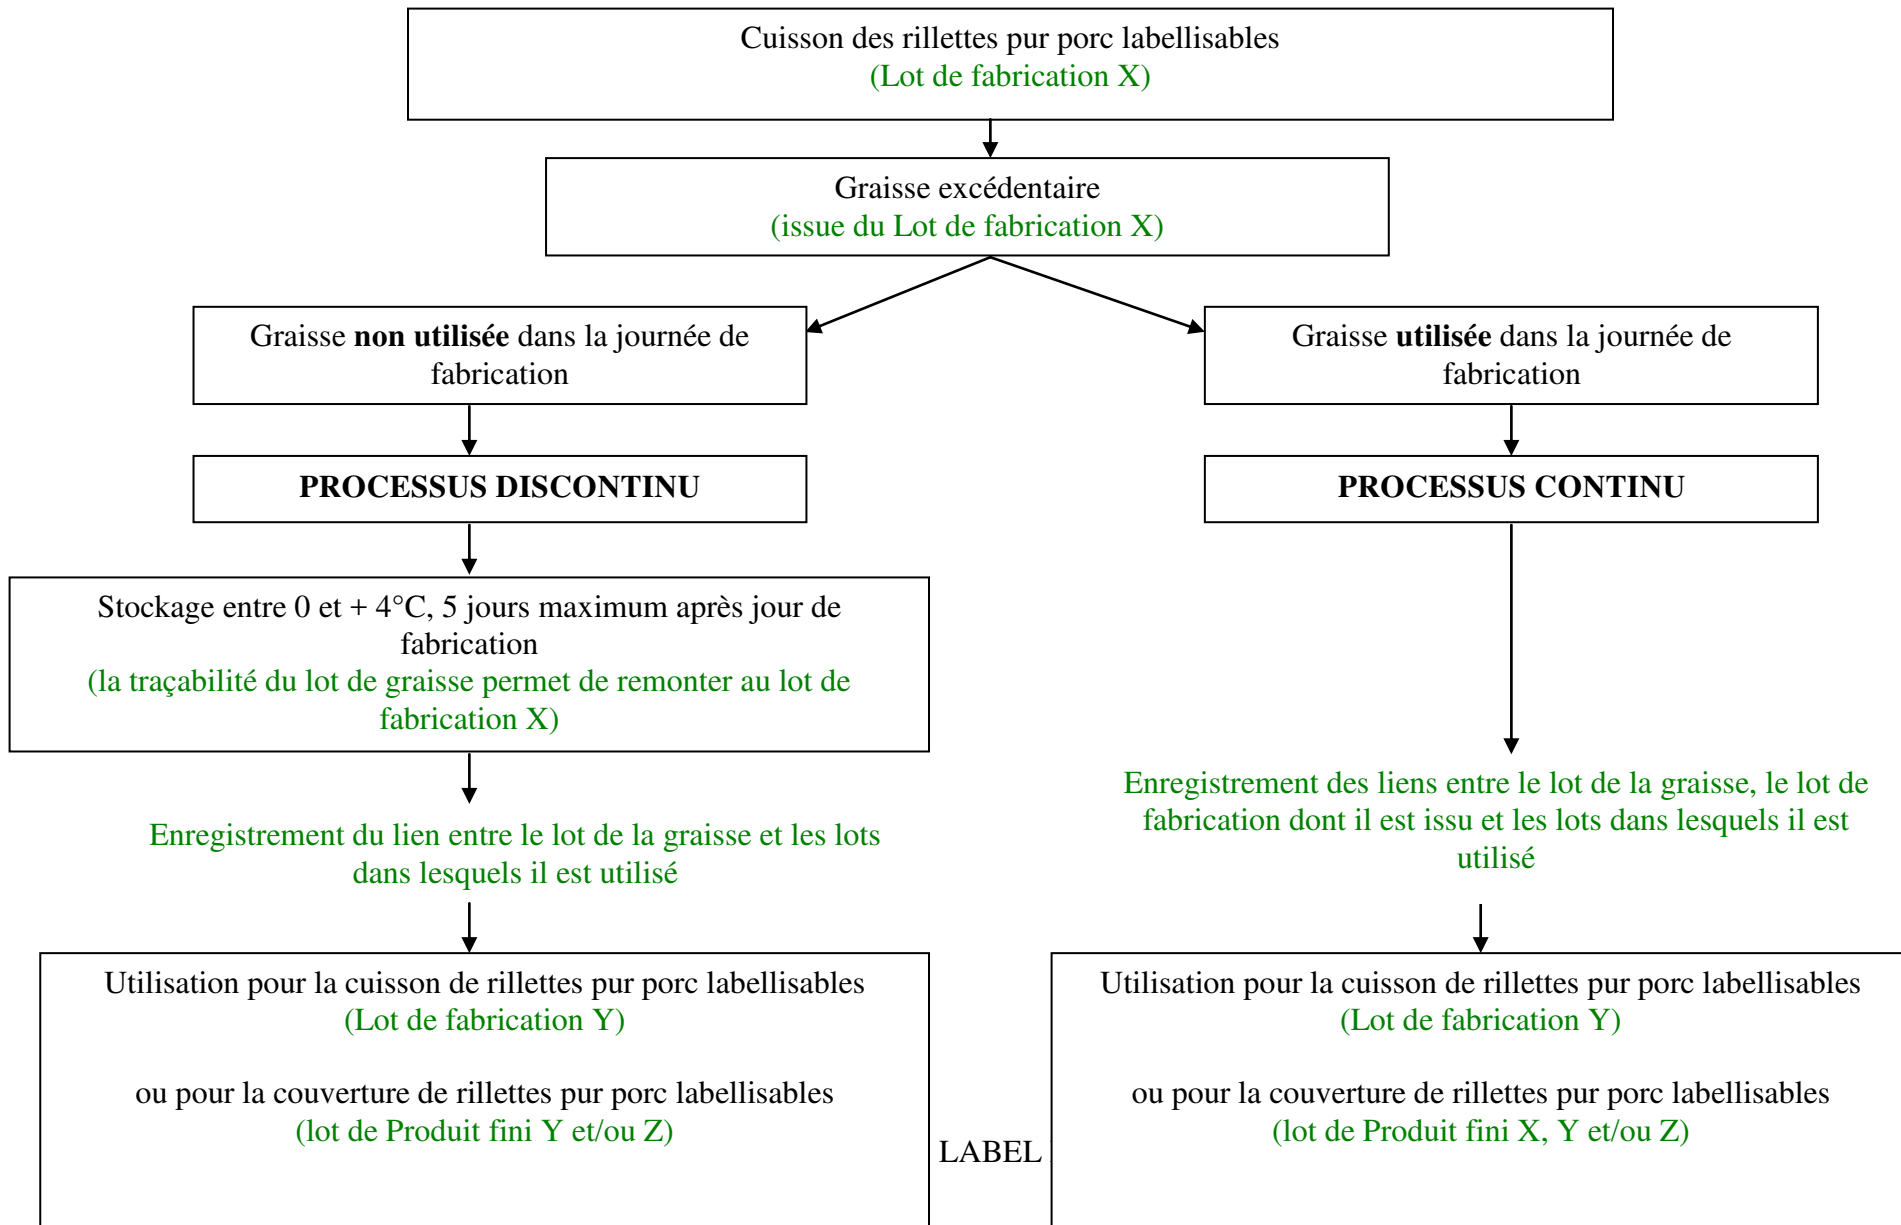 Cuisson des rillettes pur porc labellisables
(Lot de fabrication X)
Graisse excédentaire
(issue du Lot de fabrication X)
Graisse non utilisée dans la journée de
fabrication
Graisse utilisée dans la journée de
fabrication
PROCESSUS DISCONTINU
PROCESSUS CONTINU
Stockage entre 0 et + 4°C, 5 jours maximum après jour de
fabrication
(la traçabilité du lot de graisse permet de remonter au lot de
fabrication X)
Enregistrement du lien entre le lot de la graisse et les lots
dans lesquels il est utilisé
Enregistrement des liens entre le lot de la graisse, le lot de
fabrication dont il est issu et les lots dans lesquels il est
utilisé
Utilisation pour la cuisson de rillettes pur porc labellisables
(Lot de fabrication Y)
ou pour la couverture de rillettes pur porc labellisables
(lot de Produit fini Y et/ou Z)
LABEL
Utilisation pour la cuisson de rillettes pur porc labellisables
(Lot de fabrication Y)
ou pour la couverture de rillettes pur porc labellisables
(lot de Produit fini X, Y et/ou Z)